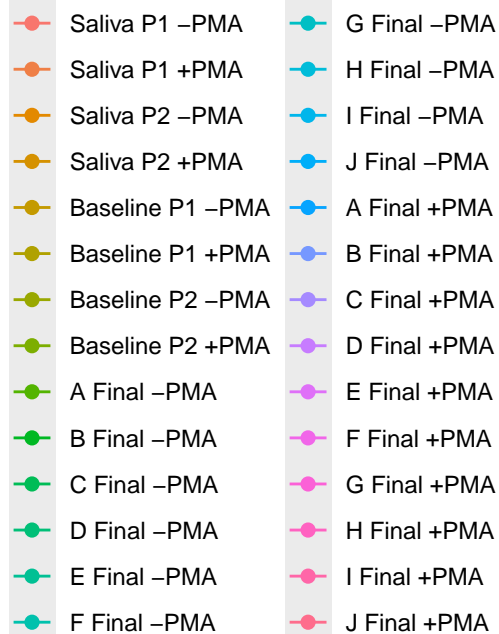 Saliva P1 −PMA
Saliva P1 +PMA
Saliva P2 −PMA
Saliva P2 +PMA
Baseline P1 −PMA
Baseline P1 +PMA
Baseline P2 −PMA
Baseline P2 +PMA
A Final −PMA
B Final −PMA
C Final −PMA
D Final −PMA
E Final −PMA
F Final −PMA
G Final −PMA
H Final −PMA
I Final −PMA
J Final −PMA
A Final +PMA
B Final +PMA
C Final +PMA
D Final +PMA
E Final +PMA
F Final +PMA
G Final +PMA
H Final +PMA
I Final +PMA
J Final +PMA